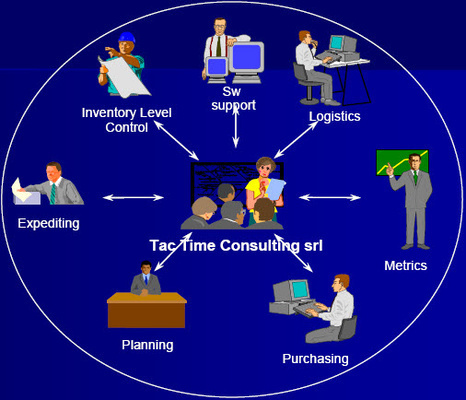 Sw
support
Inventory Level
Control
Logistics
Expediting
Tac Time Consulting srl
Metrics
Planning
Purchasing